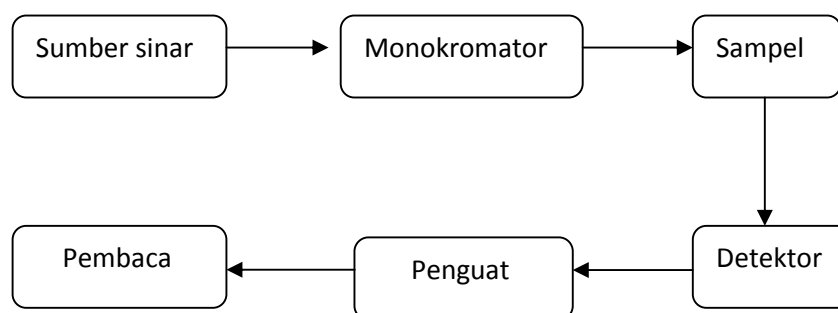 Sumber sinar
Monokromator
Sampel
Detektor
Penguat
Pembaca